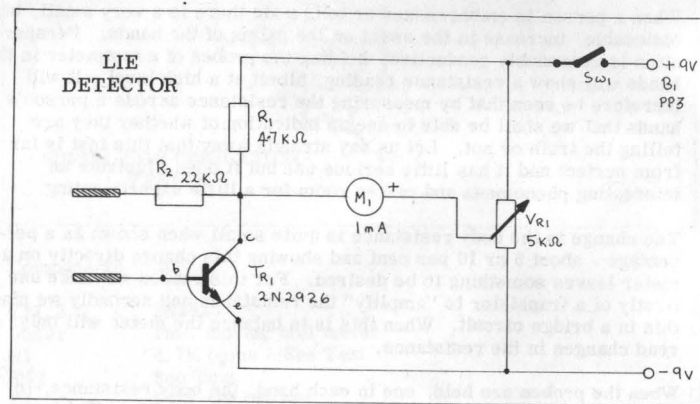 LIE
DETECTOR
R1
4·7KΩ
R2 22KΩ
M1
+
1mA
VR1
5KΩ
SW1
+9V
B1
PP3
c
b
e
TR1
2N2926
-9V